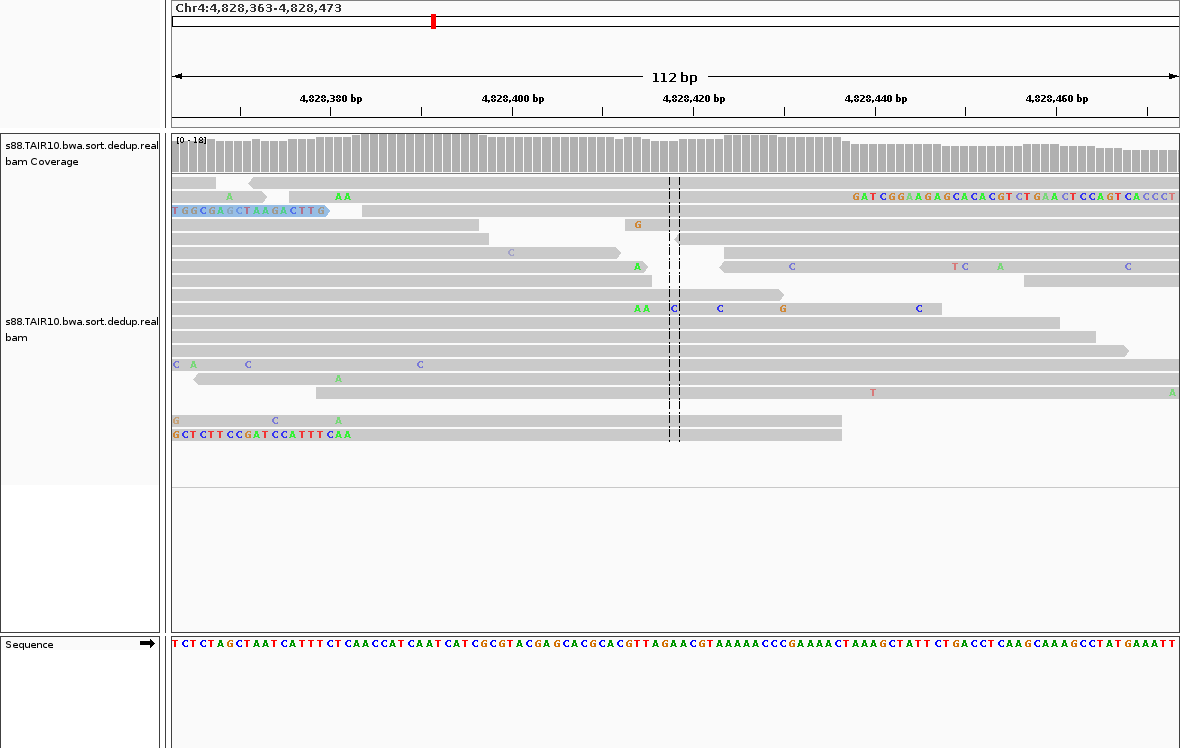 Chr4:4,828,363-4,828,473
112 bp
4,828,380 bp 4,828,400 bp 4,828,420 bp 4,828,440 bp 4,828,460 bp
s88.TAIR10.bwa.sort.dedup.real
bam Coverage
[0 - 18]
A AA GATCGGAAGAGCACACGTCTGAACTCCAGTCACCCT
TGGCGAGCTAAGACTTG
G
C
A C TC A C
AA C C G C
s88.TAIR10.bwa.sort.dedup.real
bam
C A C C
A
T A
G C A
GCTCTTCCGATCCATTTCAA
Sequence
TCTCTAGCTAATCATTTCTCAACCATCAATCATCGCGTACGAGCACGCACGTTAGAACGTAAAAACCCGAAAACTAAAGCTATTCTGACCTCAAGCAAAGCCTATGAAATT